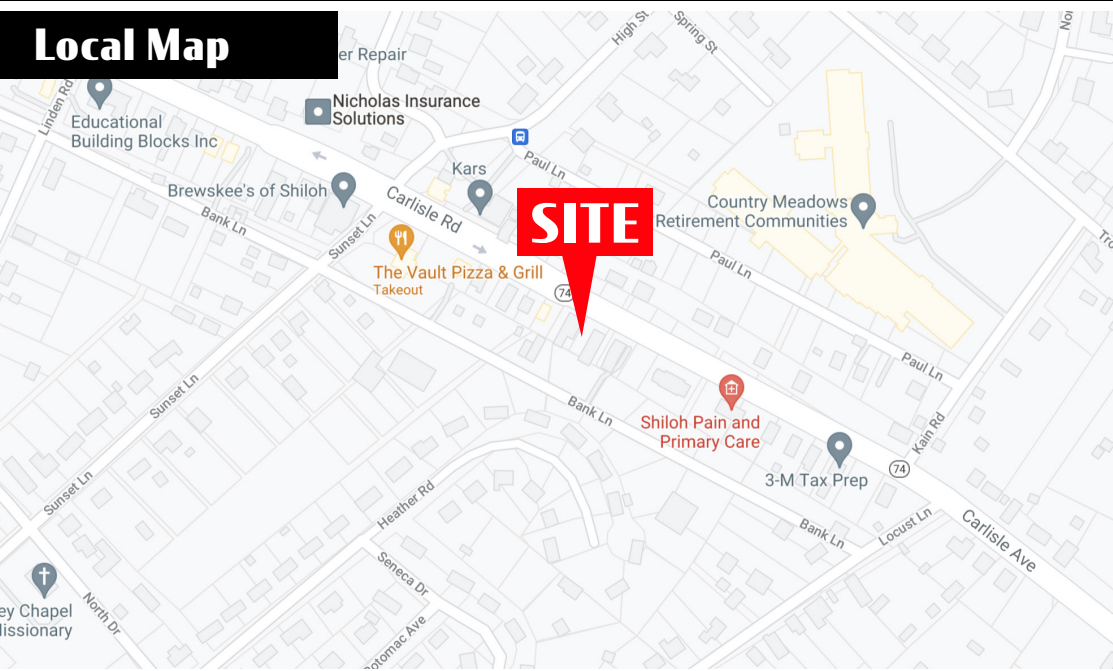 Local Map
er Repair
High St
Spring St
Linden Rd
Educational
Building Blocks Inc
Nicholas Insurance
Solutions
Paul Ln
Kars
Brewskee's of Shiloh
Carlisle Rd
SITE
Country Meadows
Retirement Communities
Bank Ln
Sunset Ln
The Vault Pizza & Grill
Takeout
Paul Ln
74
Paul Ln
Sunset Ln
Bank Ln
Shiloh Pain and
Primary Care
Kain Rd
3-M Tax Prep
74
Sunset Ln
Heather Rd
Bank Ln
Locust Ln
Carlisle Ave
Seneca Dr
ey Chapel
issionary
North Dr
otomac Ave